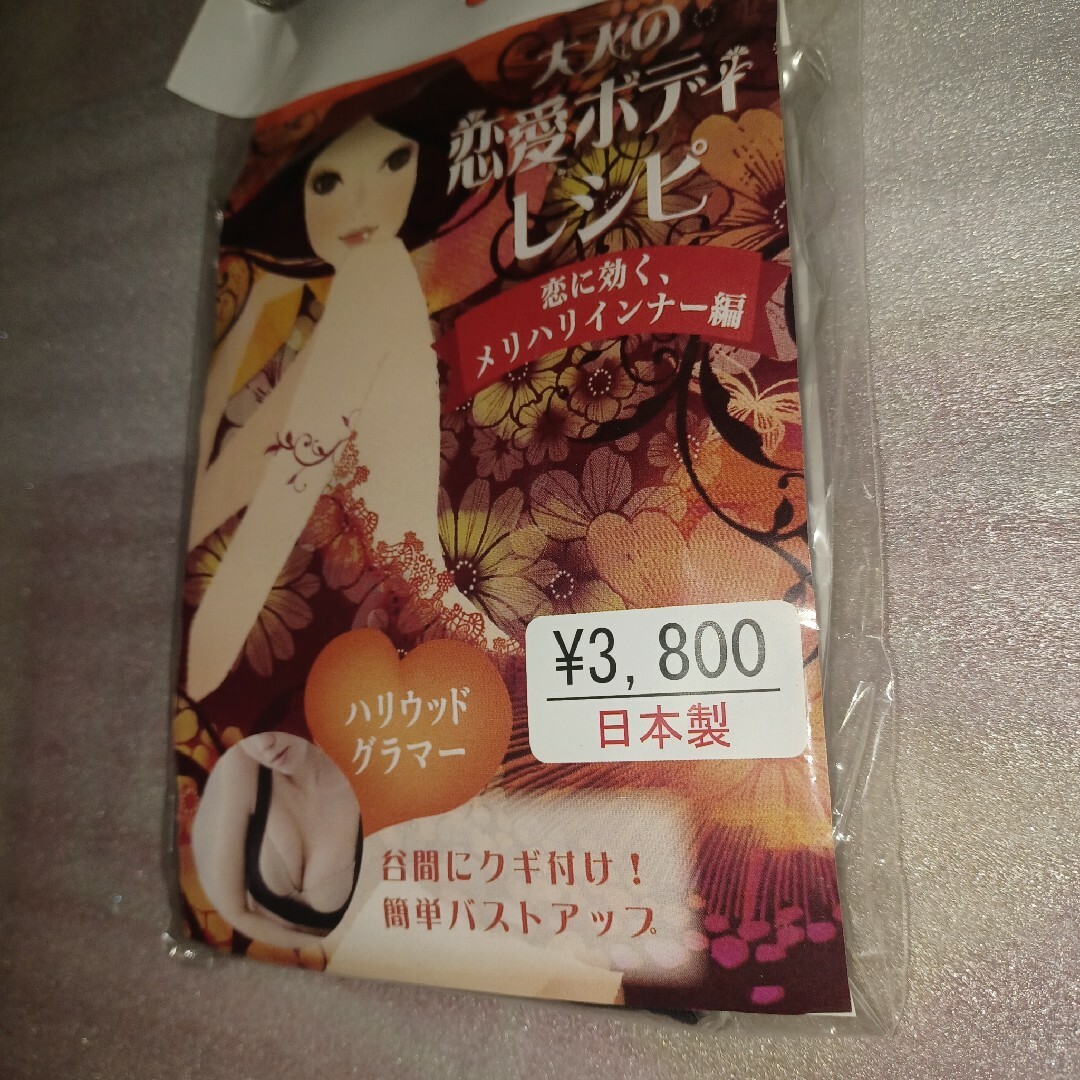 大人の
恋愛ボディ
レシピ
恋に効く、
メリハリインナー編
¥3,800
日本製
ハリウッド
グラマー
谷間にクギ付け！
簡単バストアップ